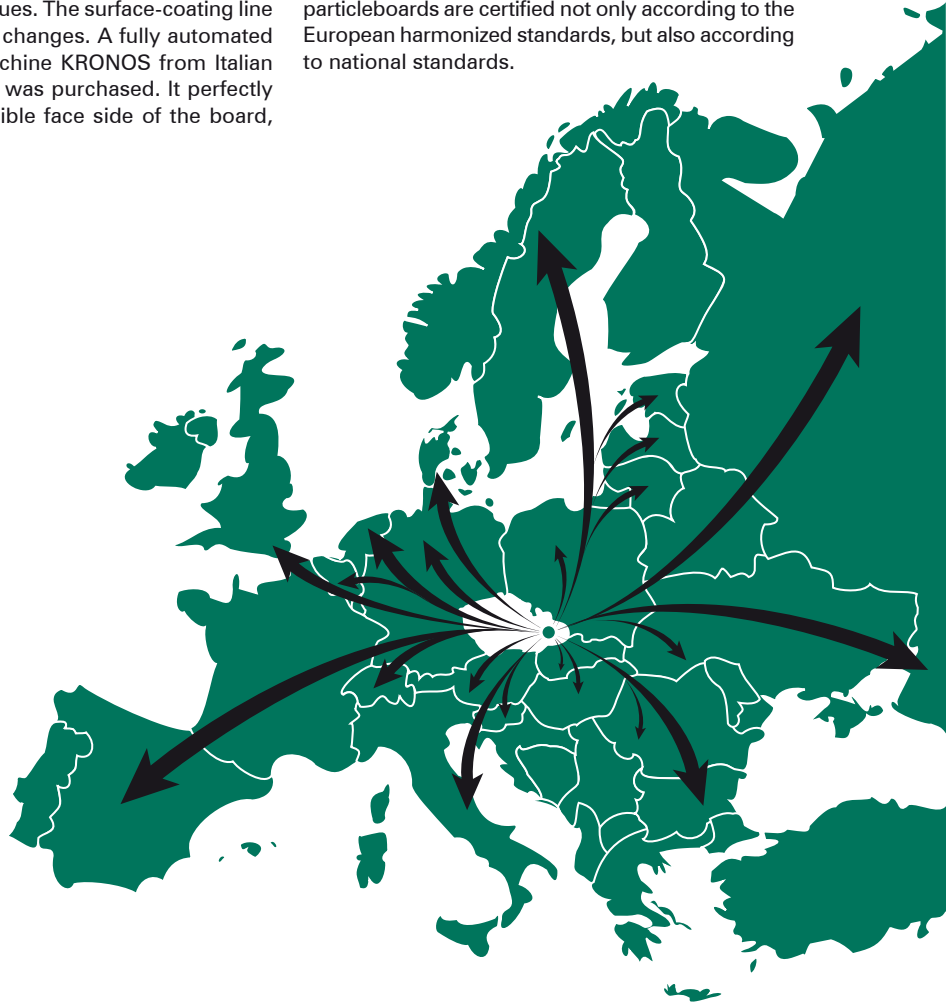 ues. The surface-coating line
changes. A fully automated
chine KRONOS from Italian
was purchased. It perfectly
ible face side of the board,
particleboards are certified not only according to the
European harmonized standards, but also according
to national standards.